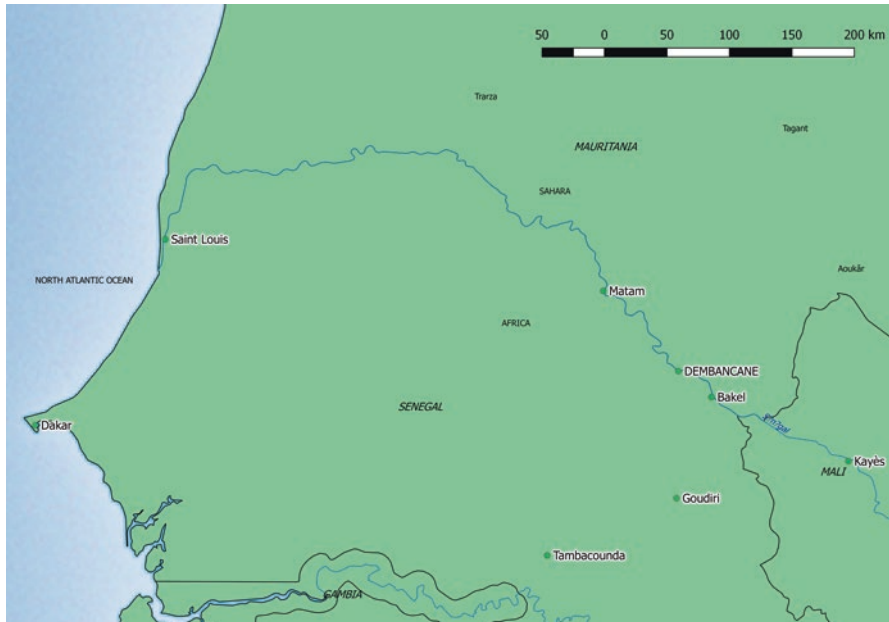 50 0 50 100 200 km
Trarza
Tagant
MAURITANIA
SAHARA
Saint Louis
Aoukâr
NORTH ATLANTIC OCEAN
Matam
AFRICA
DEMBANCANE
Bakel
SENEGAL
Dakar
Kayès
MALI
Goudiri
Tambacounda
GAMBIA